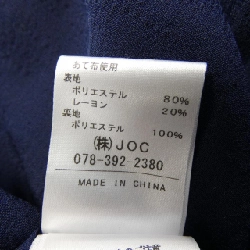 あて布使用
表地
ポリエステル 80%
レーヨン 20%
裏地
ポリエステル 100%
(株)JOC
078-392-2380
MADE IN CHINA